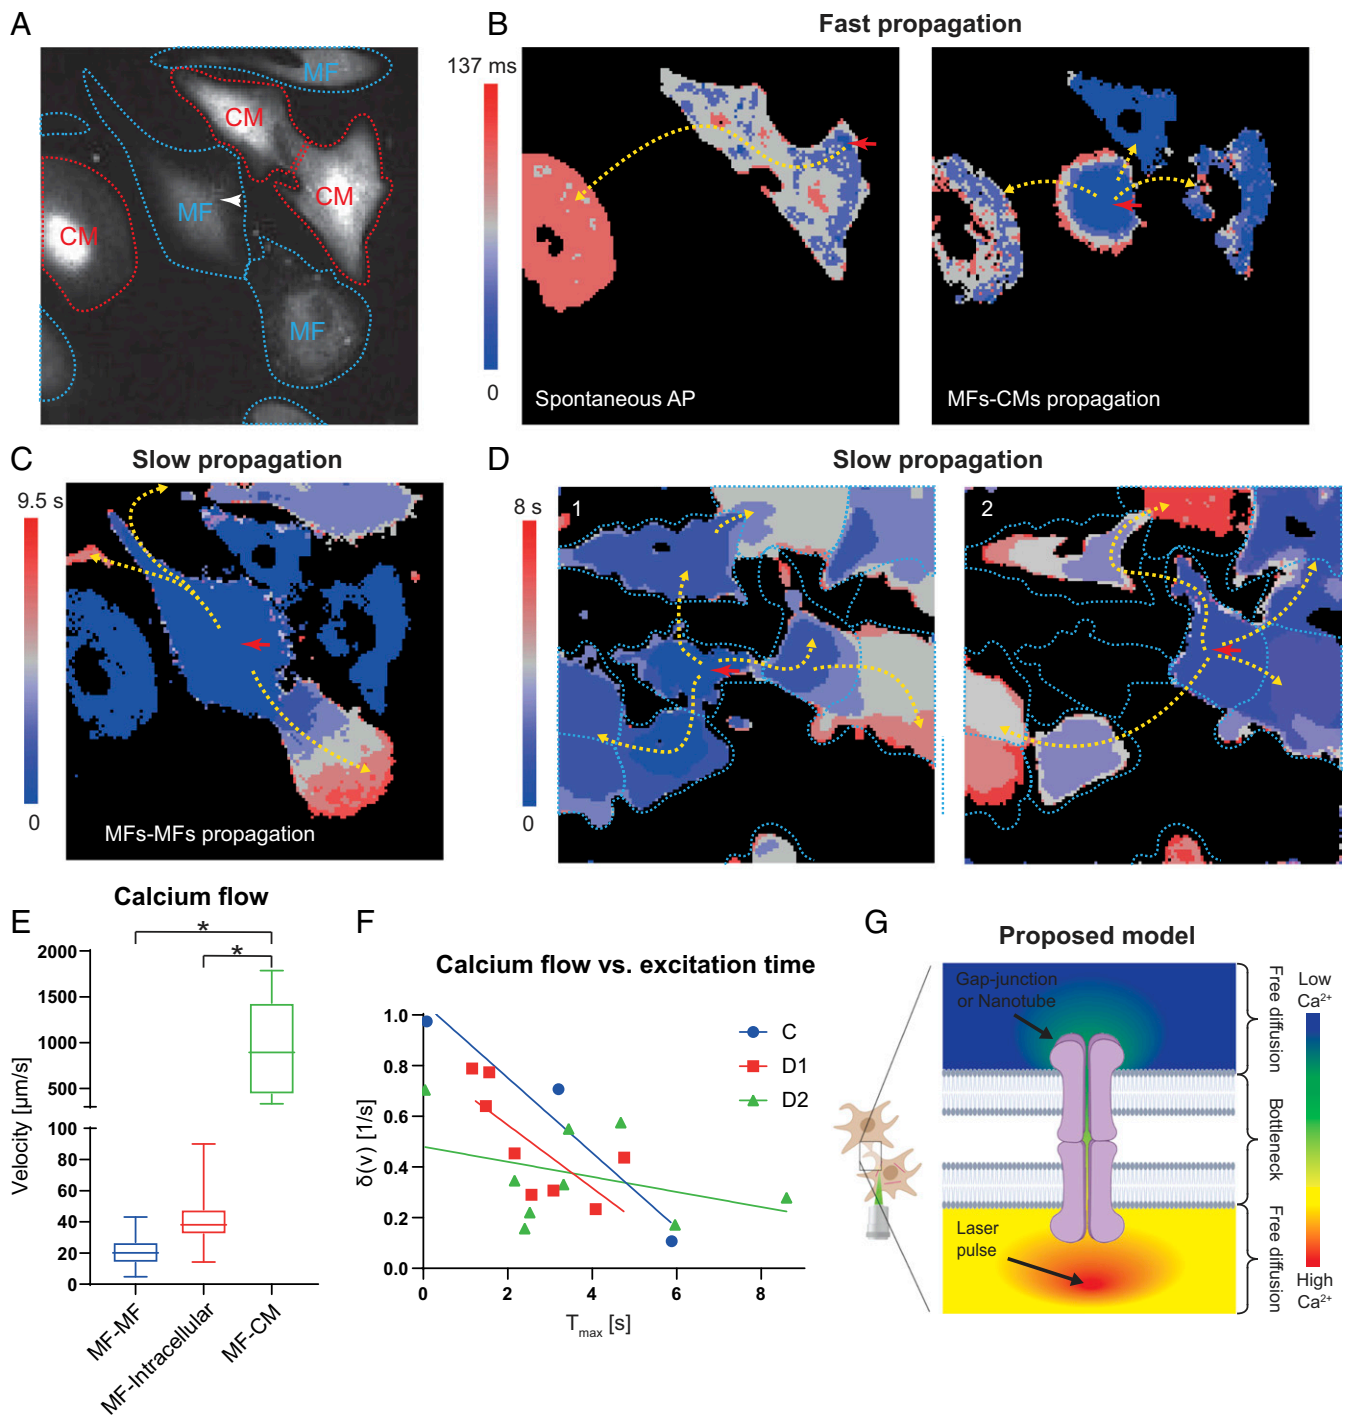 A
MF
CM
CM
MF
CM
MF
B
Fast propagation
137 ms
0
Spontaneous AP
MFs-CMs propagation
C
Slow propagation
9.5 s
0
MFs-MFs propagation
D
Slow propagation
8 s
0
1
2
E
Calcium flow
*
*
Velocity [µm/s]
2000
1500
1000
500
100
80
60
40
20
0
MF-MF
MF-Intracellular
MF-CM
F
Calcium flow vs. excitation time
δ(v) [1/s]
1.0
0.8
0.6
0.4
0.2
0.0
0 2 4 6 8
Tmax [s]
C
D1
D2
G
Proposed model
Gap-junction
or Nanotube
Laser
pulse
Free diffusion
Bottleneck
Free diffusion
Low
Ca²⁺
High
Ca²⁺